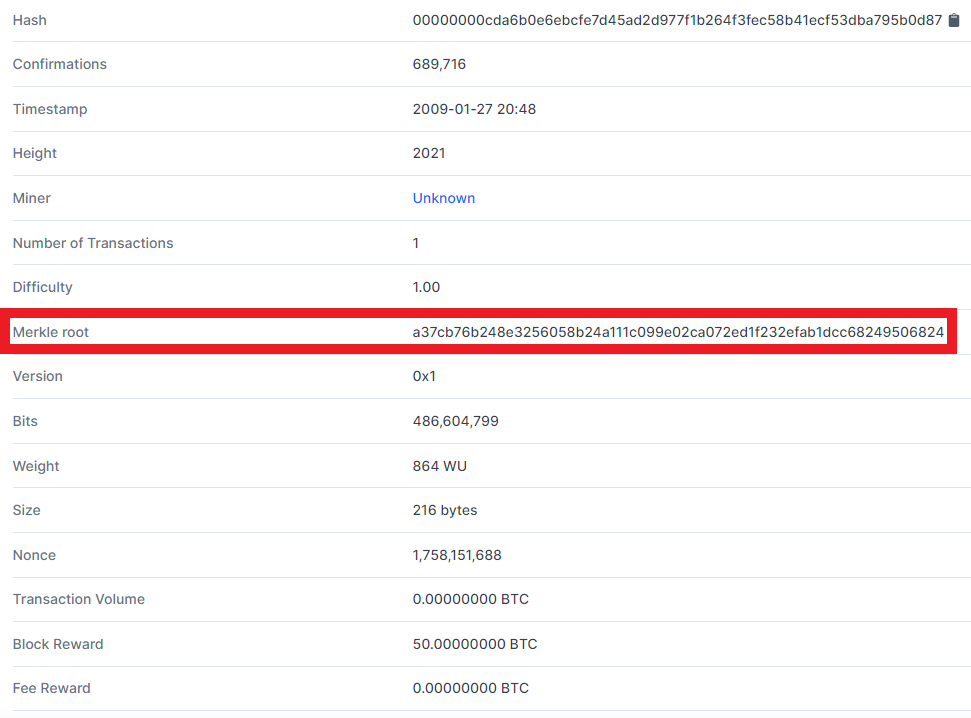 Hash 00000000cda6b0e6ebcfe7d45ad2d977f1b264f3fec58b41ecf53dba795b0d87
Confirmations 689,716
Timestamp 2009-01-27 20:48
Height 2021
Miner Unknown
Number of Transactions 1
Difficulty 1.00
Merkle root a37cb76b248e3256058b24a111c099e02ca072ed1f232efab1dcc68249506824
Version 0x1
Bits 486,604,799
Weight 864 WU
Size 216 bytes
Nonce 1,758,151,688
Transaction Volume 0.00000000 BTC
Block Reward 50.00000000 BTC
Fee Reward 0.00000000 BTC